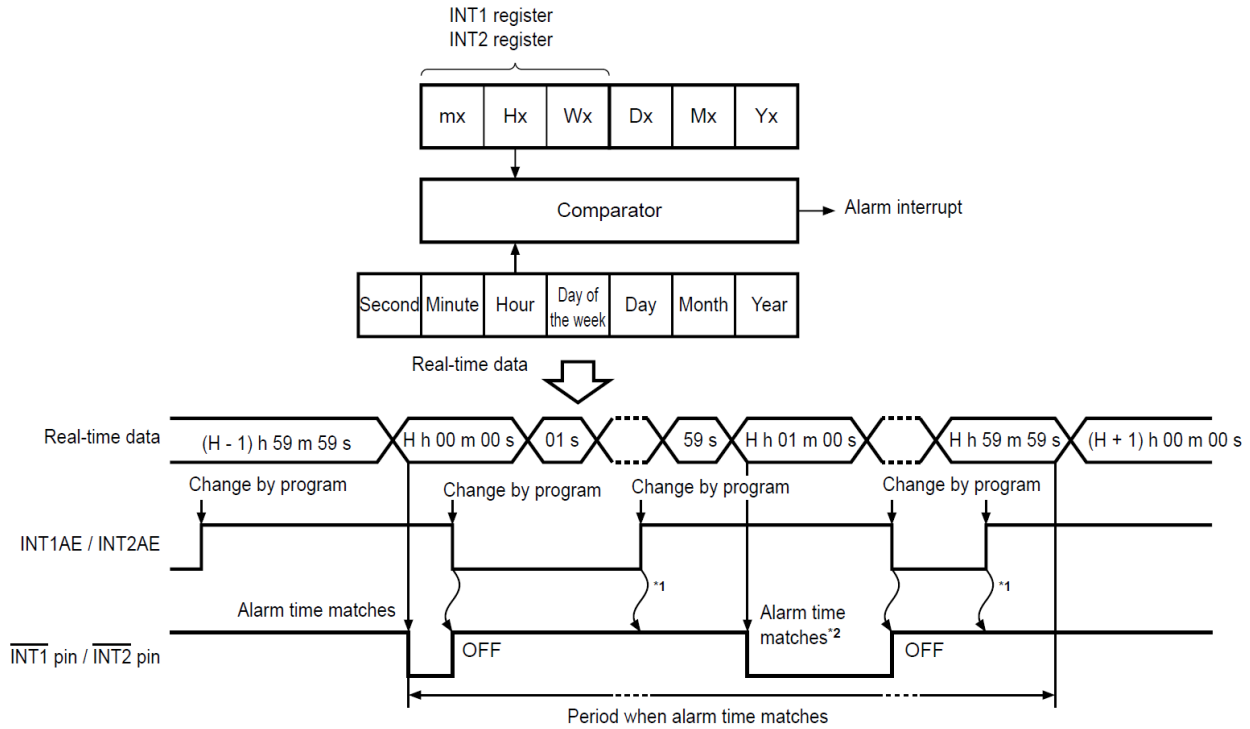 INT1 register
INT2 register
mx Hx Wx Dx Mx Yx
Comparator
Alarm interrupt
Second Minute Hour Day of the week Day Month Year
Real-time data
Real-time data
(H - 1) h 59 m 59 s H h 00 m 00 s 01 s 59 s H h 01 m 00 s H h 59 m 59 s (H + 1) h 00 m 00 s
Change by program Change by program Change by program Change by program
INT1AE / INT2AE
*1 *1
Alarm time matches
Alarm time
matches*2
INT1 pin / INT2 pin
OFF OFF
Period when alarm time matches